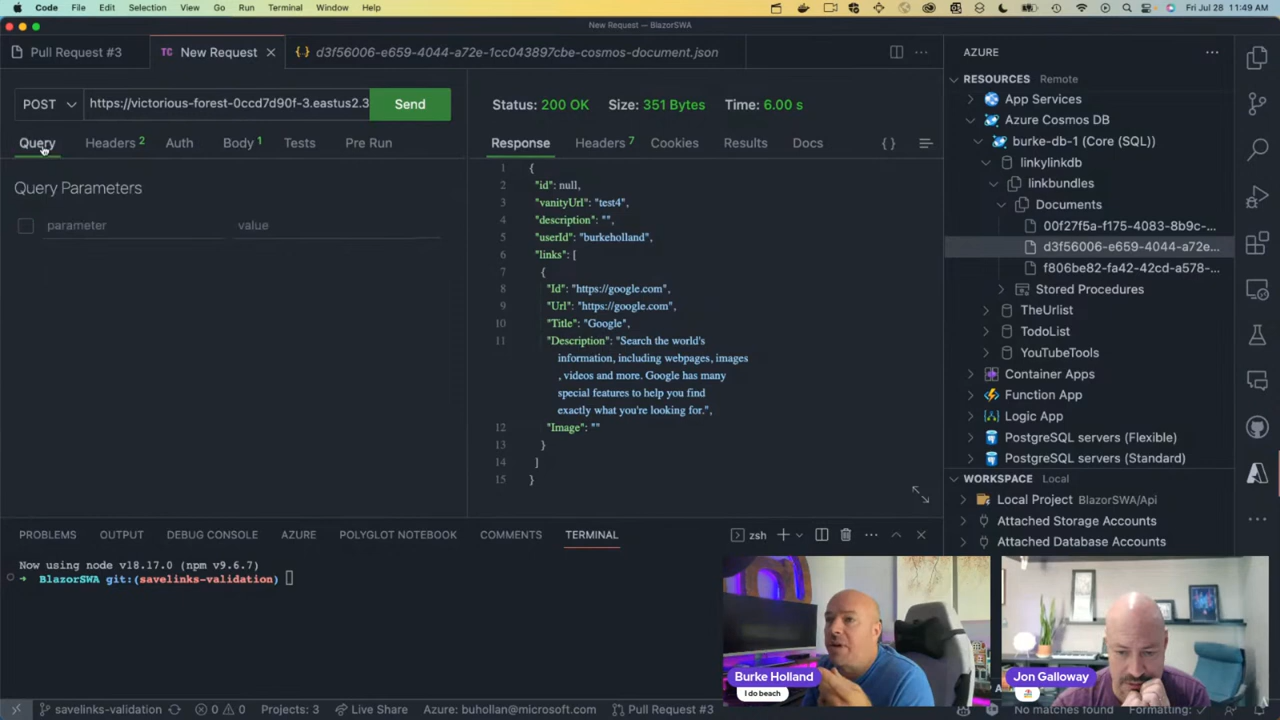 Code File Edit Selection View Go Run Terminal Window Help Fri Jul 28 11:49 AM
New Request — BlazorSWA
Pull Request #3 TC New Request {} d3f56006-e659-4044-a72e-1cc043897cbe-cosmos-document.json
POST https://victorious-forest-0ccd7d90f-3.eastus2.3 Send
Query Headers 2 Auth Body 1 Tests Pre Run
Query Parameters
parameter value
Status: 200 OK Size: 351 Bytes Time: 6.00 s
Response Headers 7 Cookies Results Docs {}
1 {
2 "id": null,
3 "vanityUrl": "test4",
4 "description": "",
5 "userId": "burkeholland",
6 "links": [
7 {
8 "Id": "https://google.com",
9 "Url": "https://google.com",
10 "Title": "Google",
11 "Description": "Search the world's
information, including webpages, images
, videos and more. Google has many
special features to help you find
exactly what you're looking for.",
12 "Image": ""
13 }
14 ]
15 }
AZURE
RESOURCES Remote
App Services
Azure Cosmos DB
burke-db-1 (Core (SQL))
linkylinkdb
linkbundles
Documents
00f27f5a-f175-4083-8b9c-...
d3f56006-e659-4044-a72e...
f806be82-fa42-42cd-a578-...
Stored Procedures
TheUrlist
TodoList
YouTubeTools
Container Apps
Function App
Logic App
PostgreSQL servers (Flexible)
PostgreSQL servers (Standard)
WORKSPACE Local
Local Project BlazorSWA/Api
Attached Storage Accounts
Attached Database Accounts
PROBLEMS OUTPUT DEBUG CONSOLE AZURE POLYGLOT NOTEBOOK COMMENTS TERMINAL zsh
Now using node v18.17.0 (npm v9.6.7)
BlazorSWA git:(savelinks-validation)
Burke Holland
I do beach
Jon Galloway
savelinks-validation 0 0 Projects: 3 Live Share Azure: buhollan@microsoft.com Pull Request #3 No matches found Formatting: